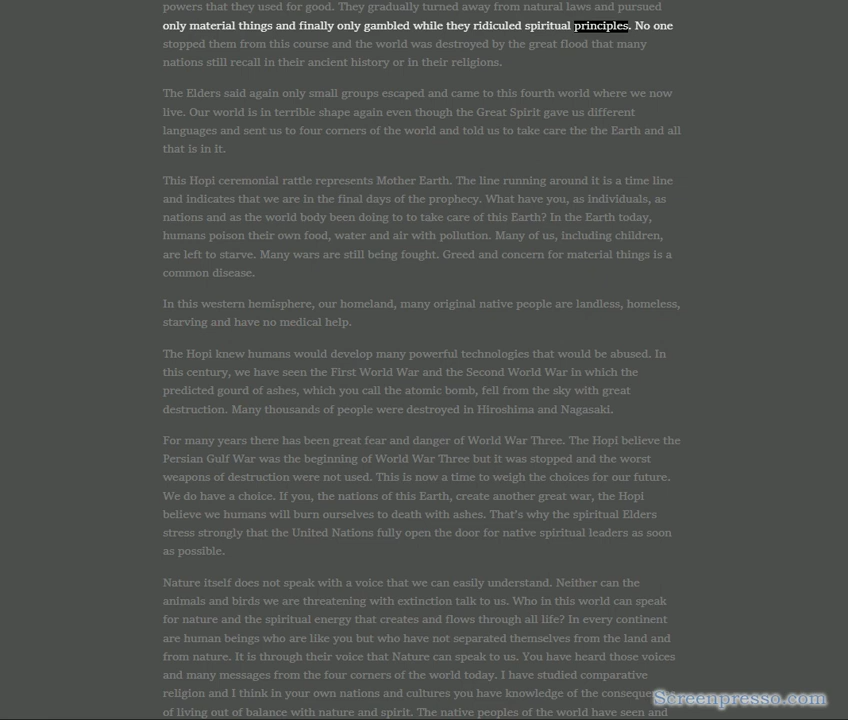 powers that they used for good. They gradually turned away from natural laws and pursued
only material things and finally only gambled while they ridiculed spiritual principles. No one
stopped them from this course and the world was destroyed by the great flood that many
nations still recall in their ancient history or in their religions.
The Elders said again only small groups escaped and came to this fourth world where we now
live. Our world is in terrible shape again even though the Great Spirit gave us different
languages and sent us to four corners of the world and told us to take care the the Earth and all
that is in it.
This Hopi ceremonial rattle represents Mother Earth. The line running around it is a time line
and indicates that we are in the final days of the prophecy. What have you, as individuals, as
nations and as the world body been doing to to take care of this Earth? In the Earth today,
humans poison their own food, water and air with pollution. Many of us, including children,
are left to starve. Many wars are still being fought. Greed and concern for material things is a
common disease.
In this western hemisphere, our homeland, many original native people are landless, homeless,
starving and have no medical help.
The Hopi knew humans would develop many powerful technologies that would be abused. In
this century, we have seen the First World War and the Second World War in which the
predicted gourd of ashes, which you call the atomic bomb, fell from the sky with great
destruction. Many thousands of people were destroyed in Hiroshima and Nagasaki.
For many years there has been great fear and danger of World War Three. The Hopi believe the
Persian Gulf War was the beginning of World War Three but it was stopped and the worst
weapons of destruction were not used. This is now a time to weigh the choices for our future.
We do have a choice. If you, the nations of this Earth, create another great war, the Hopi
believe we humans will burn ourselves to death with ashes. That's why the spiritual Elders
stress strongly that the United Nations fully open the door for native spiritual leaders as soon
as possible.
Nature itself does not speak with a voice that we can easily understand. Neither can the
animals and birds we are threatening with extinction talk to us. Who in this world can speak
for nature and the spiritual energy that creates and flows through all life? In every continent
are human beings who are like you but who have not separated themselves from the land and
from nature. It is through their voice that Nature can speak to us. You have heard those voices
and many messages from the four corners of the world today. I have studied comparative
religion and I think in your own nations and cultures you have knowledge of the conseque
Screenpresso.com
of living out of balance with nature and spirit. The native peoples of the world have seen and